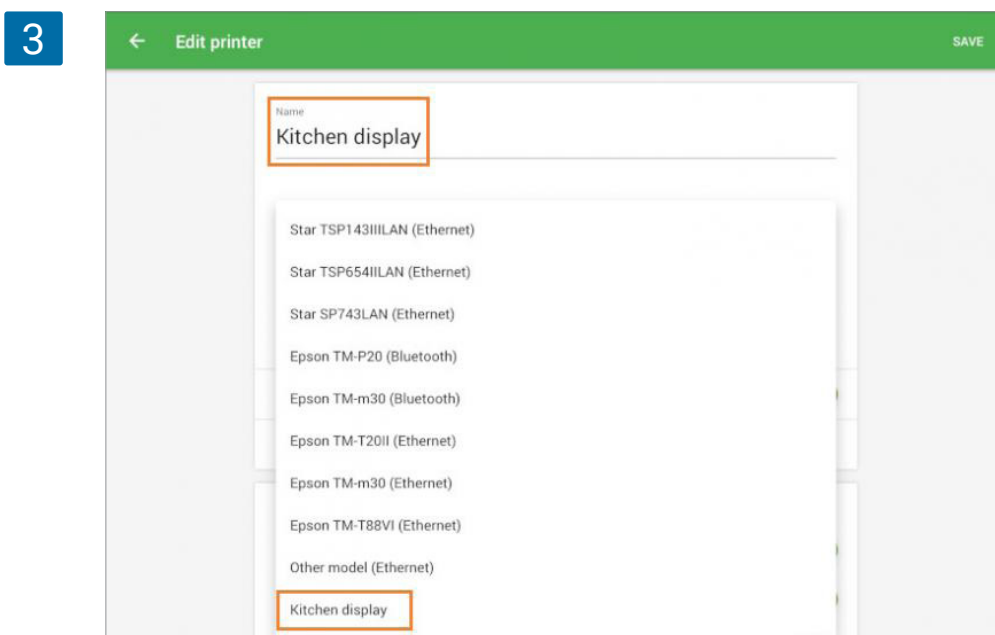 3
← Edit printer SAVE
Name
Kitchen display
Star TSP143IIILAN (Ethernet)
Star TSP654IILAN (Ethernet)
Star SP743LAN (Ethernet)
Epson TM-P20 (Bluetooth)
Epson TM-m30 (Bluetooth)
Epson TM-T20II (Ethernet)
Epson TM-m30 (Ethernet)
Epson TM-T88VI (Ethernet)
Other model (Ethernet)
Kitchen display